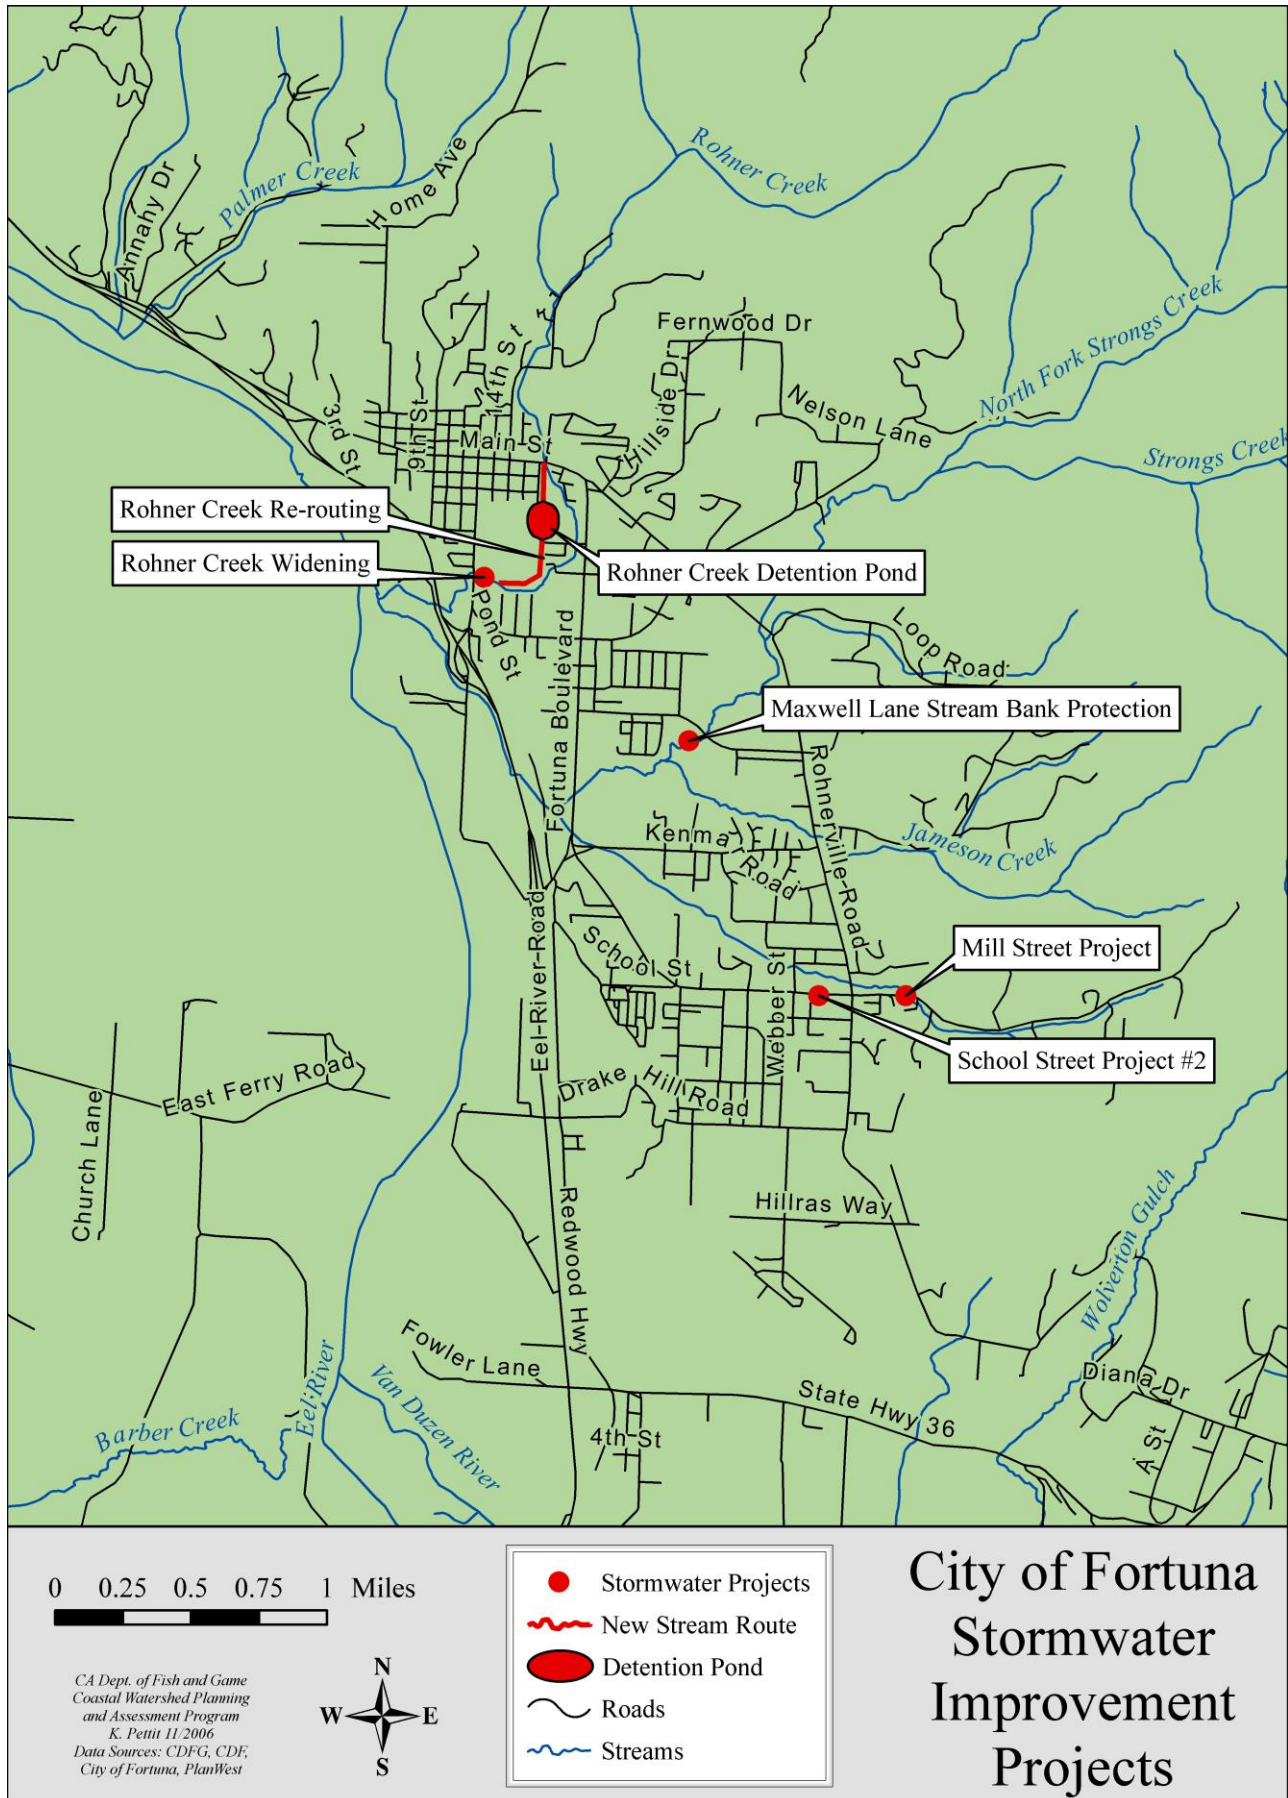 Rohner Creek
Palmer Creek
Annahy Dr
Home Ave
North Fork Strongs Creek
Fernwood Dr
14th St
Hillside Dr
Nelson Lane
3rd St
9th St
Main St
Strongs Creek
Rohner Creek Re-routing
Rohner Creek Widening
Rohner Creek Detention Pond
Pond St
Loop Road
Fortuna Boulevard
Maxwell Lane Stream Bank Protection
Rohnerville Road
Kenmar Road
Jameson Creek
Eel River Road
School St
Webber St
Mill Street Project
School Street Project #2
East Ferry Road
Church Lane
Drake Hill Road
Hillras Way
Redwood Hwy
Wolverton Gulch
Fowler Lane
Eel River
Van Duzen River
Barber Creek
State Hwy 36
Diana Dr
4th St
A St
0 0.25 0.5 0.75 1 Miles
CA Dept. of Fish and Game
Coastal Watershed Planning
and Assessment Program
K. Pettit 11/2006
Data Sources: CDFG, CDF,
City of Fortuna, PlanWest
N
W E
S
Stormwater Projects
New Stream Route
Detention Pond
Roads
Streams
City of Fortuna
Stormwater
Improvement
Projects